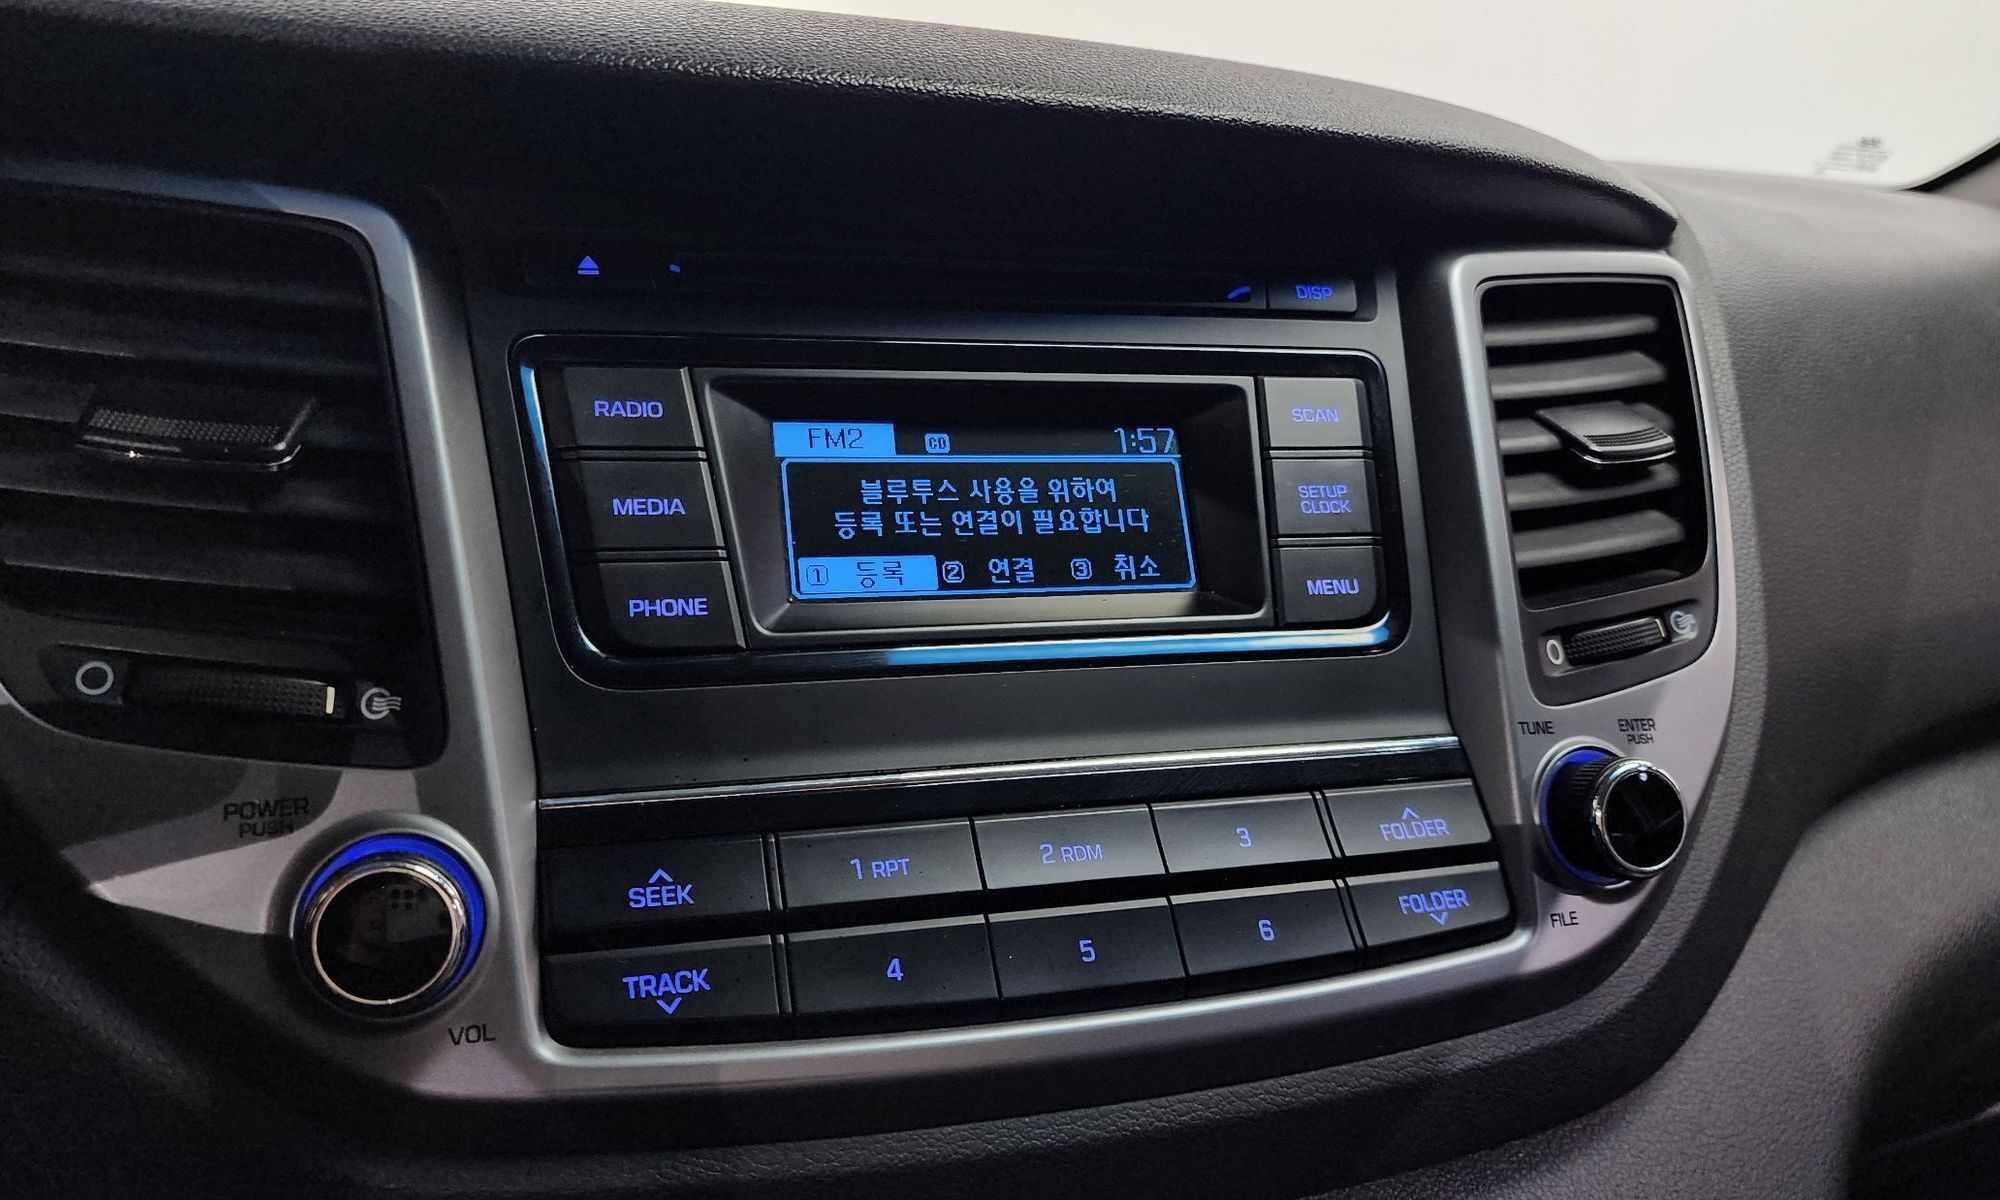 DISP
RADIO
MEDIA
PHONE
FM2 CD 1:57
블루투스 사용을 위하여
등록 또는 연결이 필요합니다
1 등록 2 연결 3 취소
SCAN
SETUP
CLOCK
MENU
TUNE
ENTER
PUSH
FILE
POWER
PUSH
VOL
SEEK
1 RPT
2 RDM
3
FOLDER
TRACK
4
5
6
FOLDER